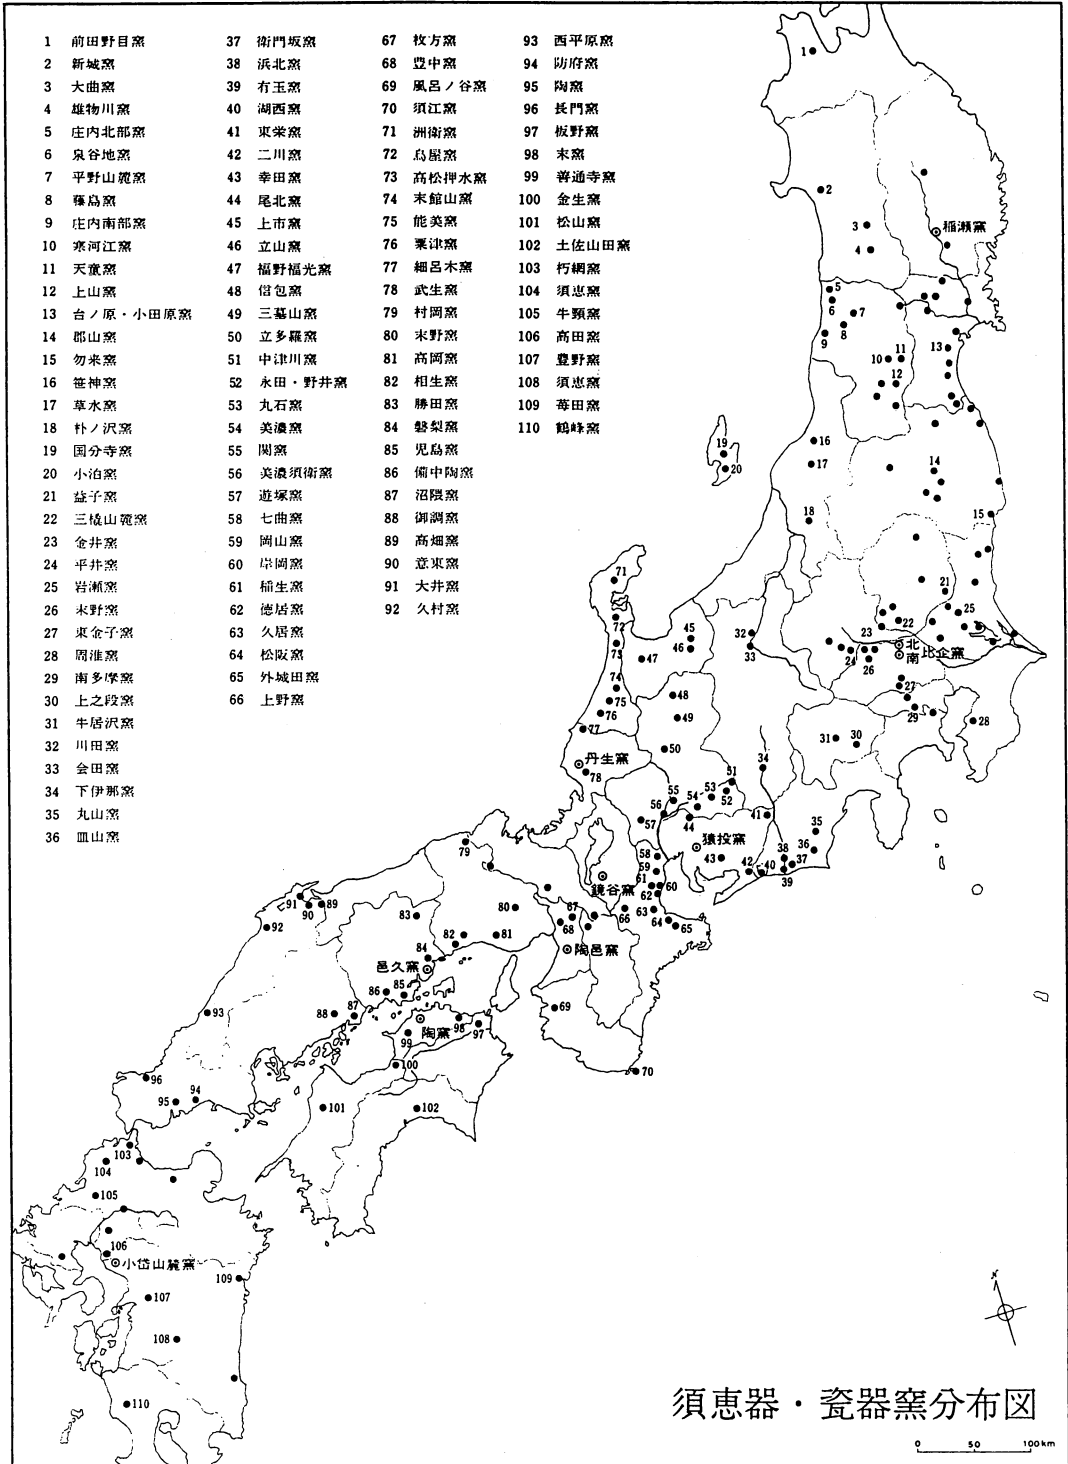 1 前田野目窯
2 新城窯
3 大曲窯
4 雄物川窯
5 庄内北部窯
6 泉谷地窯
7 平野山麓窯
8 藤島窯
9 庄内南部窯
10 寒河江窯
11 天童窯
12 上山窯
13 台ノ原・小田原窯
14 郡山窯
15 勿来窯
16 笹神窯
17 草水窯
18 朴ノ沢窯
19 国分寺窯
20 小泊窯
21 益子窯
22 三毳山麓窯
23 金井窯
24 平井窯
25 岩瀬窯
26 末野窯
27 東金子窯
28 周淮窯
29 南多摩窯
30 上之段窯
31 牛居沢窯
32 川田窯
33 会田窯
34 下伊那窯
35 丸山窯
36 皿山窯
37 衛門坂窯
38 浜北窯
39 有玉窯
40 湖西窯
41 東栄窯
42 二川窯
43 幸田窯
44 尾北窯
45 上市窯
46 立山窯
47 福野福光窯
48 信包窯
49 三墓山窯
50 立多羅窯
51 中津川窯
52 永田・野井窯
53 丸石窯
54 美濃窯
55 関窯
56 美濃須衛窯
57 遊塚窯
58 七曲窯
59 岡山窯
60 岸岡窯
61 稲生窯
62 徳居窯
63 久居窯
64 松阪窯
65 外城田窯
66 上野窯
67 枚方窯
68 豊中窯
69 風呂ノ谷窯
70 須江窯
71 洲衛窯
72 鳥屋窯
73 高松押水窯
74 末館山窯
75 能美窯
76 粟津窯
77 細呂木窯
78 武生窯
79 村岡窯
80 末野窯
81 高岡窯
82 相生窯
83 勝田窯
84 磐梨窯
85 児島窯
86 備中陶窯
87 沼隈窯
88 御調窯
89 高畑窯
90 意東窯
91 大井窯
92 久村窯
93 西平原窯
94 防府窯
95 陶窯
96 長門窯
97 板野窯
98 末窯
99 善通寺窯
100 金生窯
101 松山窯
102 土佐山田窯
103 朽網窯
104 須恵窯
105 牛頸窯
106 高田窯
107 豊野窯
108 須恵窯
109 苺田窯
110 鶴峰窯
稲瀬窯
北
南 比企窯
丹生窯
猿投窯
鏡谷窯
陶邑窯
邑久窯
陶窯
小岱山麓窯
須恵器・瓷器窯分布図
0 50 100km